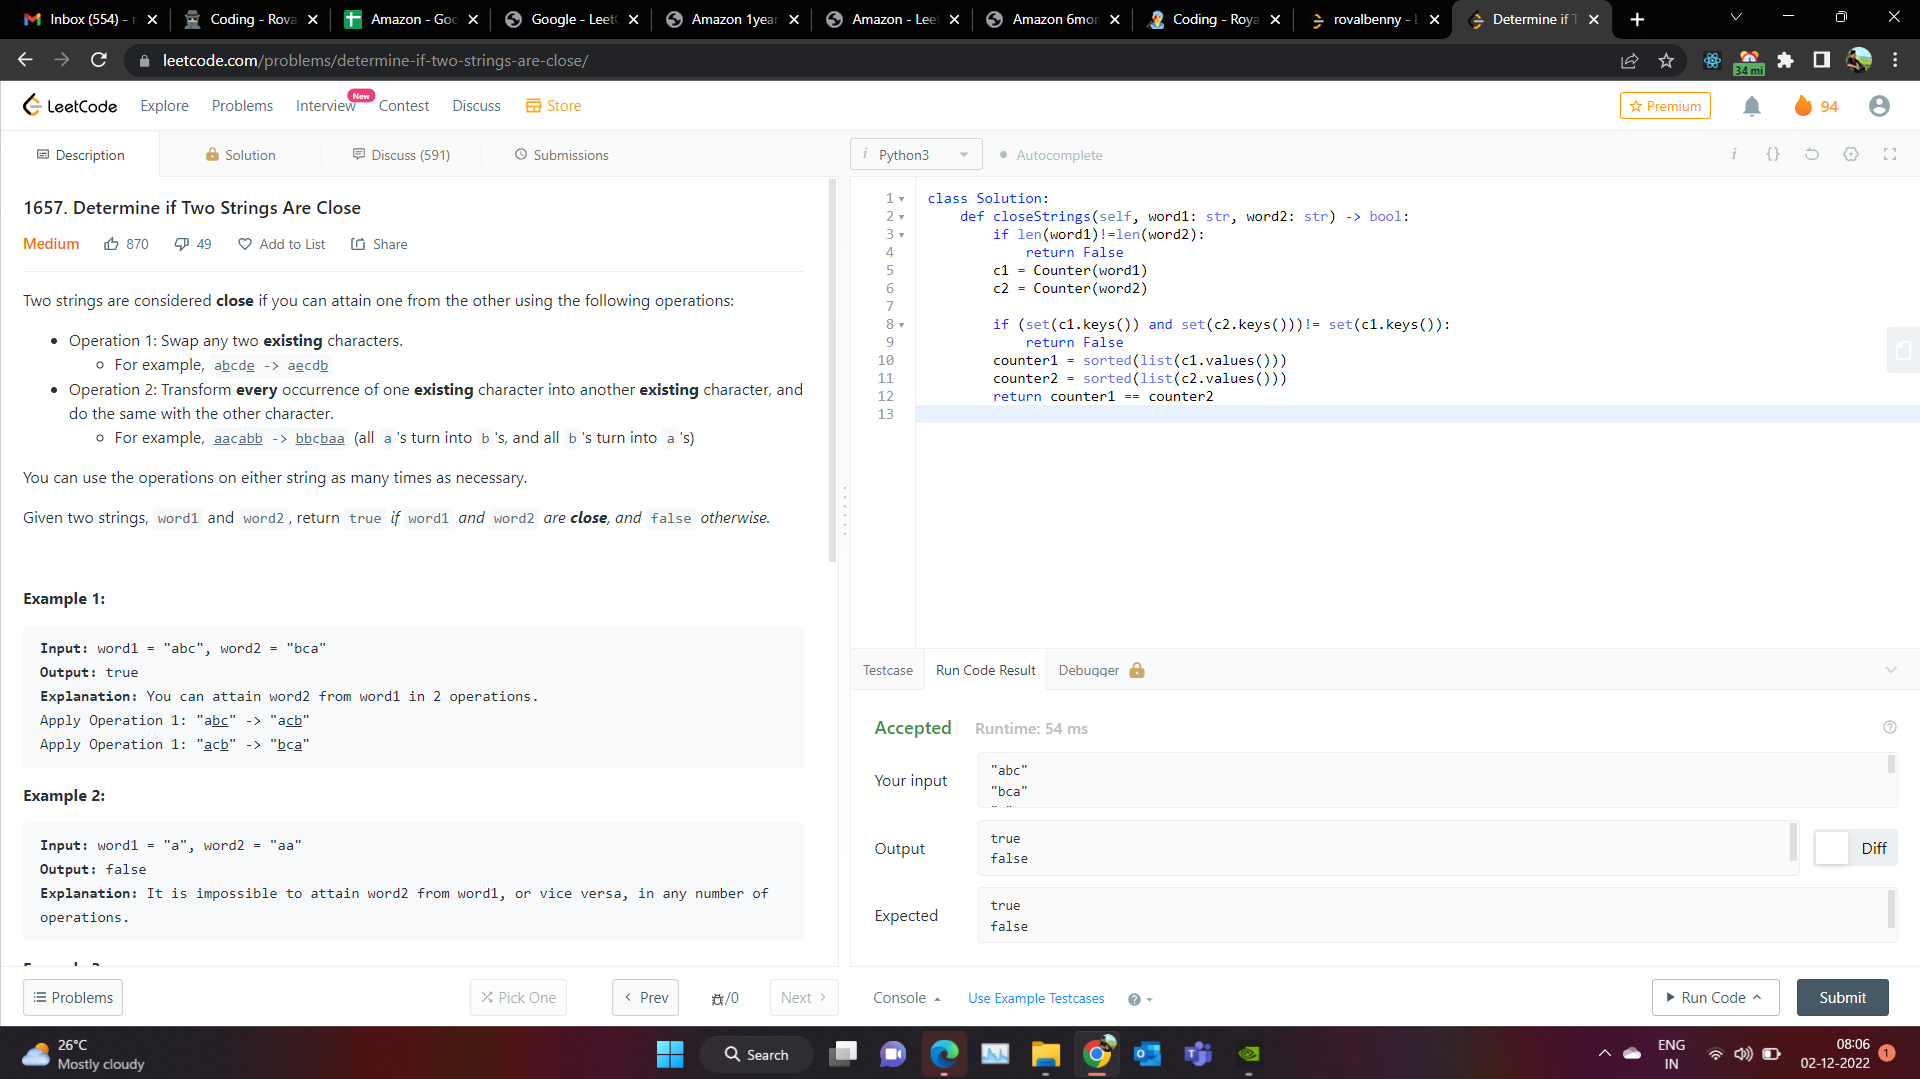 Inbox (554) - r
Coding - Rova
Amazon - Goo
Google - LeetC
Amazon 1year
Amazon - Leet
Amazon 6mon
Coding - Roya
rovalbenny - L
Determine if T
leetcode.com/problems/determine-if-two-strings-are-close/
34 mi
LeetCode
Explore
Problems
Interview
New
Contest
Discuss
Store
Premium
94
Description
Solution
Discuss (591)
Submissions
Python3
Autocomplete
1657. Determine if Two Strings Are Close
Medium
870
49
Add to List
Share
Two strings are considered close if you can attain one from the other using the following operations:
• Operation 1: Swap any two existing characters.
For example, abcde -> aecdb
• Operation 2: Transform every occurrence of one existing character into another existing character, and
do the same with the other character.
For example, aacabb -> bbcbaa (all a 's turn into b 's, and all b 's turn into a 's)
You can use the operations on either string as many times as necessary.
Given two strings, word1 and word2 , return true if word1 and word2 are close, and false otherwise.
Example 1:
Input: word1 = "abc", word2 = "bca"
Output: true
Explanation: You can attain word2 from word1 in 2 operations.
Apply Operation 1: "abc" -> "acb"
Apply Operation 1: "acb" -> "bca"
Example 2:
Input: word1 = "a", word2 = "aa"
Output: false
Explanation: It is impossible to attain word2 from word1, or vice versa, in any number of
operations.
Problems
Pick One
Prev
/0
Next
1 class Solution:
2 def closeStrings(self, word1: str, word2: str) -> bool:
3 if len(word1)!=len(word2):
4 return False
5 c1 = Counter(word1)
6 c2 = Counter(word2)
7
8 if (set(c1.keys()) and set(c2.keys()))!= set(c1.keys()):
9 return False
10 counter1 = sorted(list(c1.values()))
11 counter2 = sorted(list(c2.values()))
12 return counter1 == counter2
13
Testcase
Run Code Result
Debugger
Accepted
Runtime: 54 ms
Your input
"abc"
"bca"
Output
true
false
Diff
Expected
true
false
Console
Use Example Testcases
Run Code
Submit
26°C
Mostly cloudy
Search
ENG
IN
08:06
02-12-2022
1